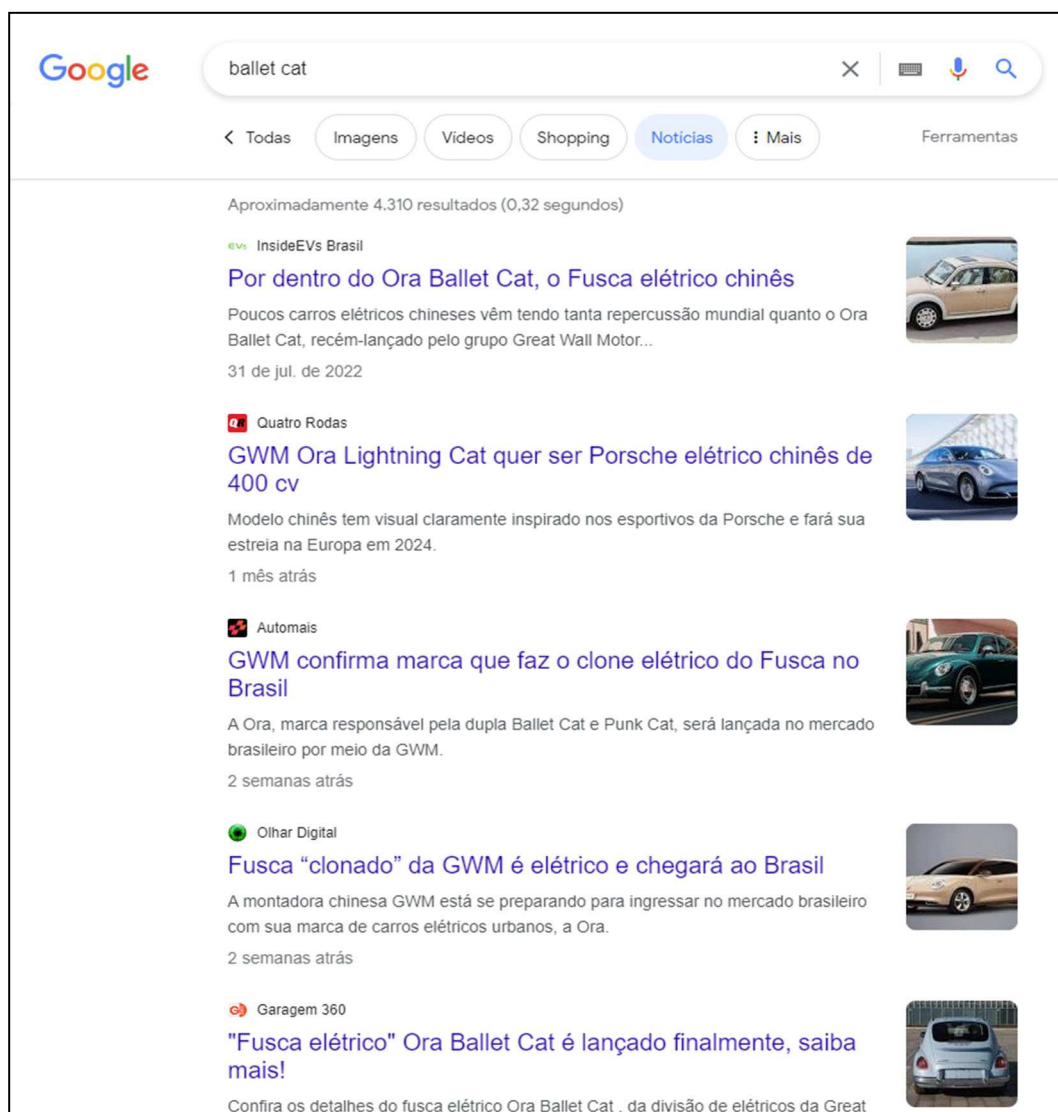 Google
ballet cat
Todas
Imagens
Vídeos
Shopping
Notícias
Mais
Ferramentas
Aproximadamente 4.310 resultados (0,32 segundos)
EVs InsideEVs Brasil
Por dentro do Ora Ballet Cat, o Fusca elétrico chinês
Poucos carros elétricos chineses vêm tendo tanta repercussão mundial quanto o Ora
Ballet Cat, recém-lançado pelo grupo Great Wall Motor...
31 de jul. de 2022
QR Quatro Rodas
GWM Ora Lightning Cat quer ser Porsche elétrico chinês de
400 cv
Modelo chinês tem visual claramente inspirado nos esportivos da Porsche e fará sua
estreia na Europa em 2024.
1 mês atrás
Automais
GWM confirma marca que faz o clone elétrico do Fusca no
Brasil
A Ora, marca responsável pela dupla Ballet Cat e Punk Cat, será lançada no mercado
brasileiro por meio da GWM.
2 semanas atrás
Olhar Digital
Fusca “clonado” da GWM é elétrico e chegará ao Brasil
A montadora chinesa GWM está se preparando para ingressar no mercado brasileiro
com sua marca de carros elétricos urbanos, a Ora.
2 semanas atrás
Garagem 360
"Fusca elétrico" Ora Ballet Cat é lançado finalmente, saiba
mais!
Confira os detalhes do fusca elétrico Ora Ballet Cat , da divisão de elétricos da Great